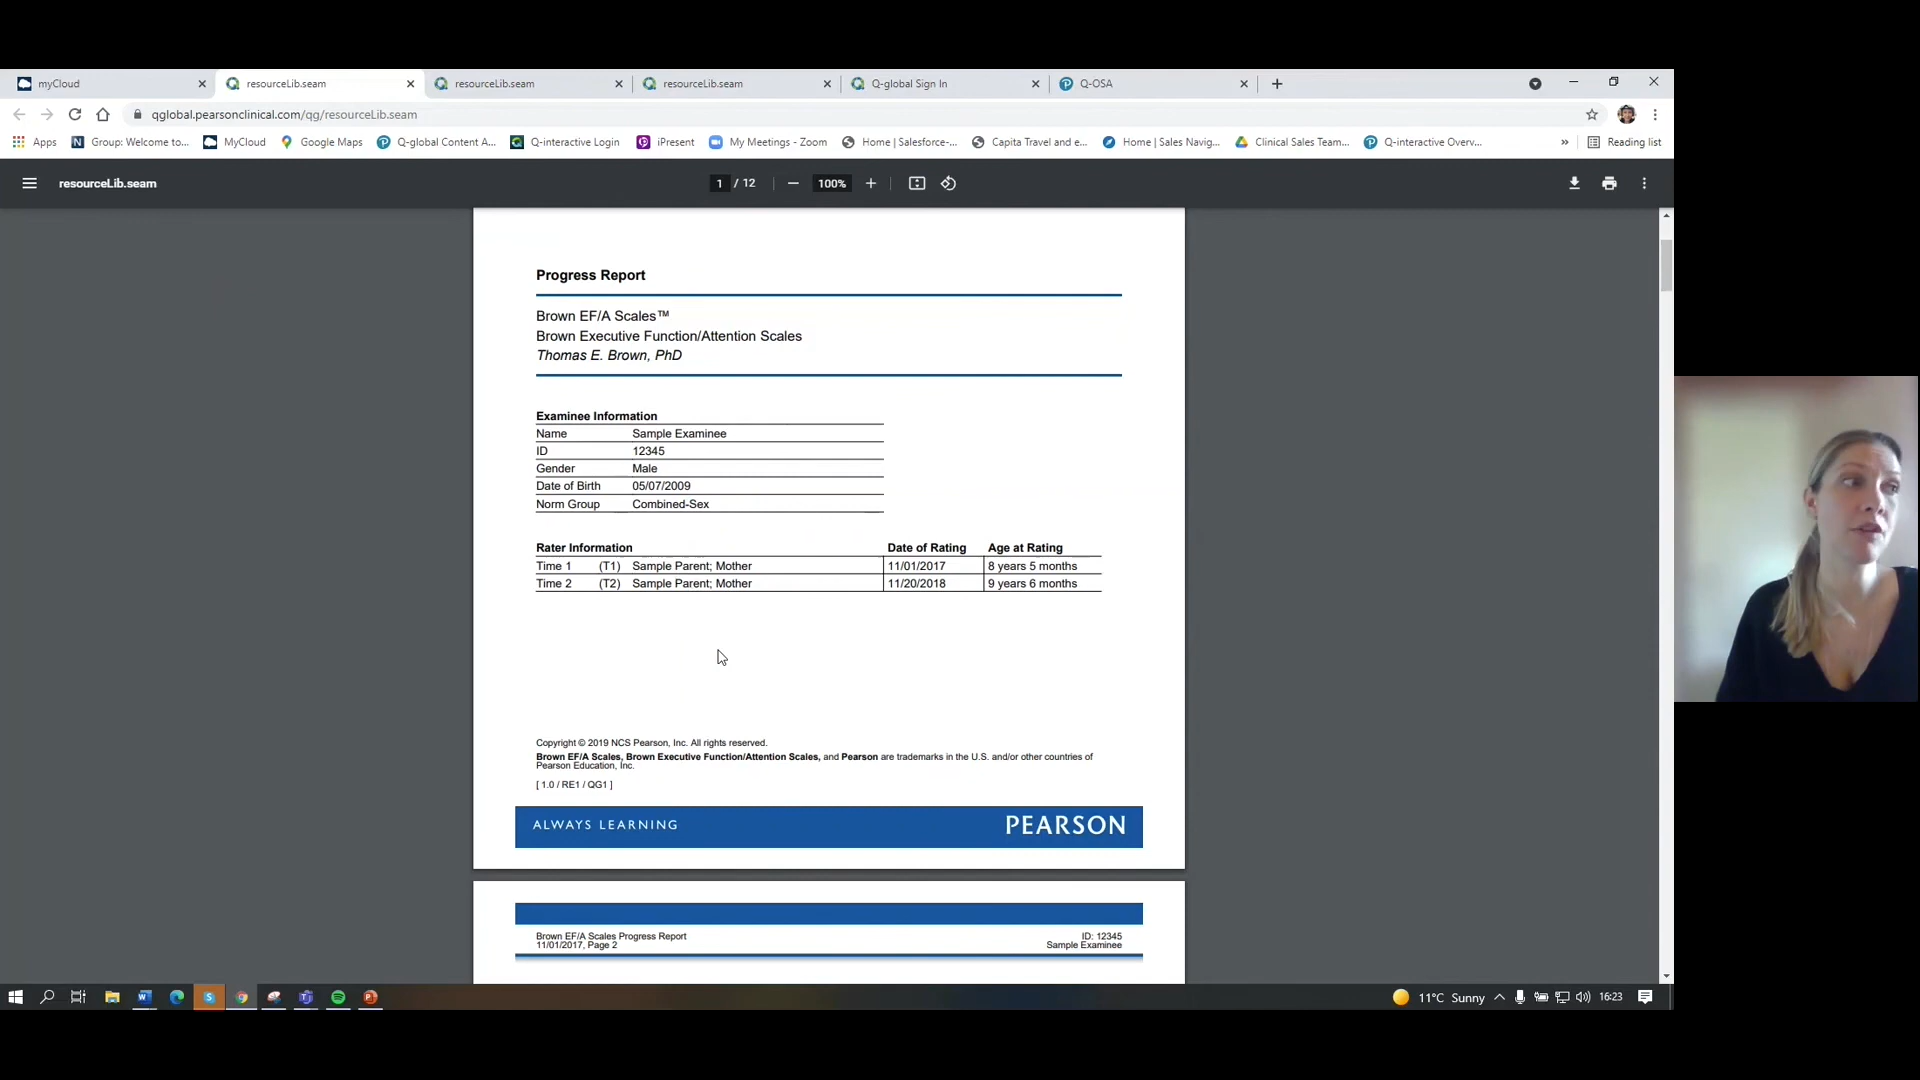 myCloud
resourceLib.seam
resourceLib.seam
resourceLib.seam
Q-global Sign In
Q-OSA
qglobal.pearsonclinical.com/qg/resourceLib.seam
Apps
Group: Welcome to...
MyCloud
Google Maps
Q-global Content A...
Q-interactive Login
iPresent
My Meetings - Zoom
Home | Salesforce-...
Capita Travel and e...
Home | Sales Navig...
Clinical Sales Team...
Q-interactive Overv...
»
Reading list
resourceLib.seam
1 / 12
100%
Progress Report
Brown EF/A Scales™
Brown Executive Function/Attention Scales
Thomas E. Brown, PhD
Examinee Information
Name Sample Examinee
ID 12345
Gender Male
Date of Birth 05/07/2009
Norm Group Combined-Sex
Rater Information Date of Rating Age at Rating
Time 1 (T1) Sample Parent; Mother 11/01/2017 8 years 5 months
Time 2 (T2) Sample Parent; Mother 11/20/2018 9 years 6 months
Copyright © 2019 NCS Pearson, Inc. All rights reserved.
Brown EF/A Scales, Brown Executive Function/Attention Scales, and Pearson are trademarks in the U.S. and/or other countries of
Pearson Education, Inc.
[ 1.0 / RE1 / QG1 ]
ALWAYS LEARNING PEARSON
Brown EF/A Scales Progress Report ID: 12345
11/01/2017, Page 2 Sample Examinee
11°C Sunny 16:23